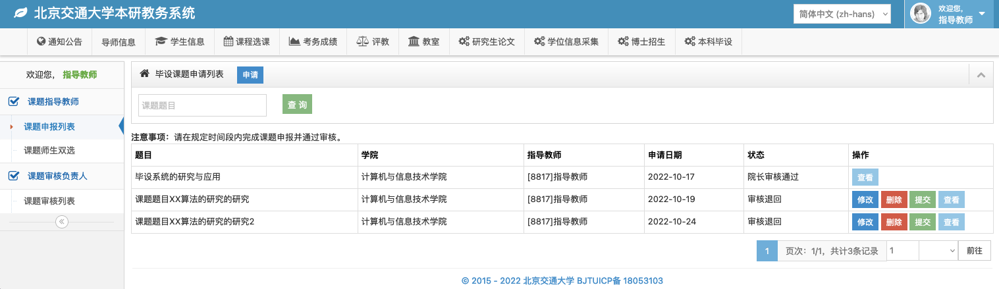 北京交通大学本研教务系统
简体中文 (zh-hans)
欢迎您,
指导教师
通知公告 导师信息 学生信息 课程选课 考务成绩 评教 教室 研究生论文 学位信息采集 博士招生 本科毕设
欢迎您, 指导教师
课题指导教师
课题申报列表
课题师生双选
课题审核负责人
课题审核列表
毕设课题申请列表 申请
课题题目 查 询
注意事项：请在规定时间段内完成课题申报并通过审核。
题目 学院 指导教师 申请日期 状态 操作
毕设系统的研究与应用 计算机与信息技术学院 [8817]指导教师 2022-10-17 院长审核通过 查看
课题题目XX算法的研究的研究 计算机与信息技术学院 [8817]指导教师 2022-10-19 审核退回 修改 删除 提交 查看
课题题目XX算法的研究的研究2 计算机与信息技术学院 [8817]指导教师 2022-10-24 审核退回 修改 删除 提交 查看
1 页次：1/1，共计3条记录 1 前往
© 2015 - 2022 北京交通大学 BJTUICP备 18053103